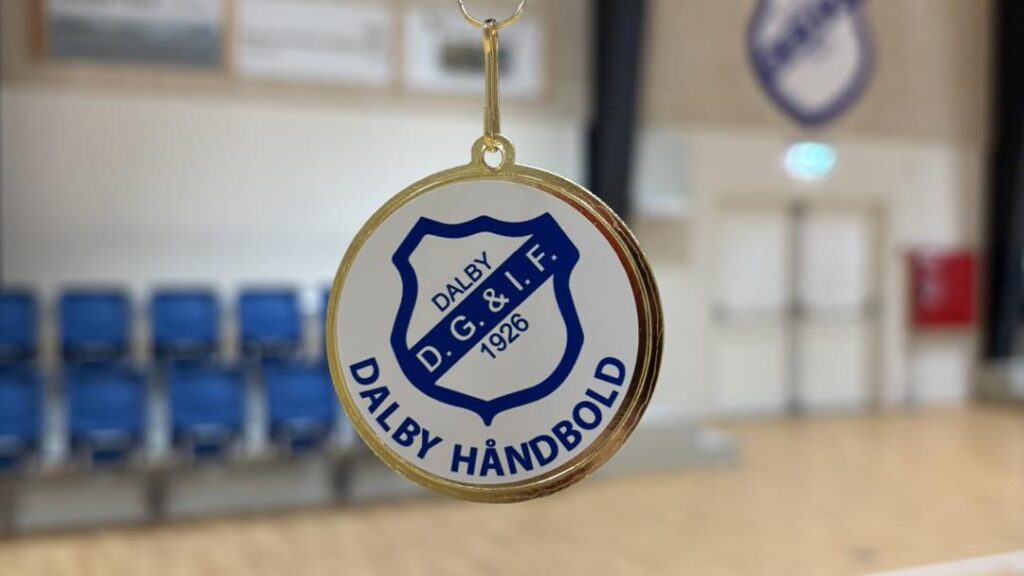 DALBY
D. G. & I. F.
1926
DALBY HÅNDBOLD